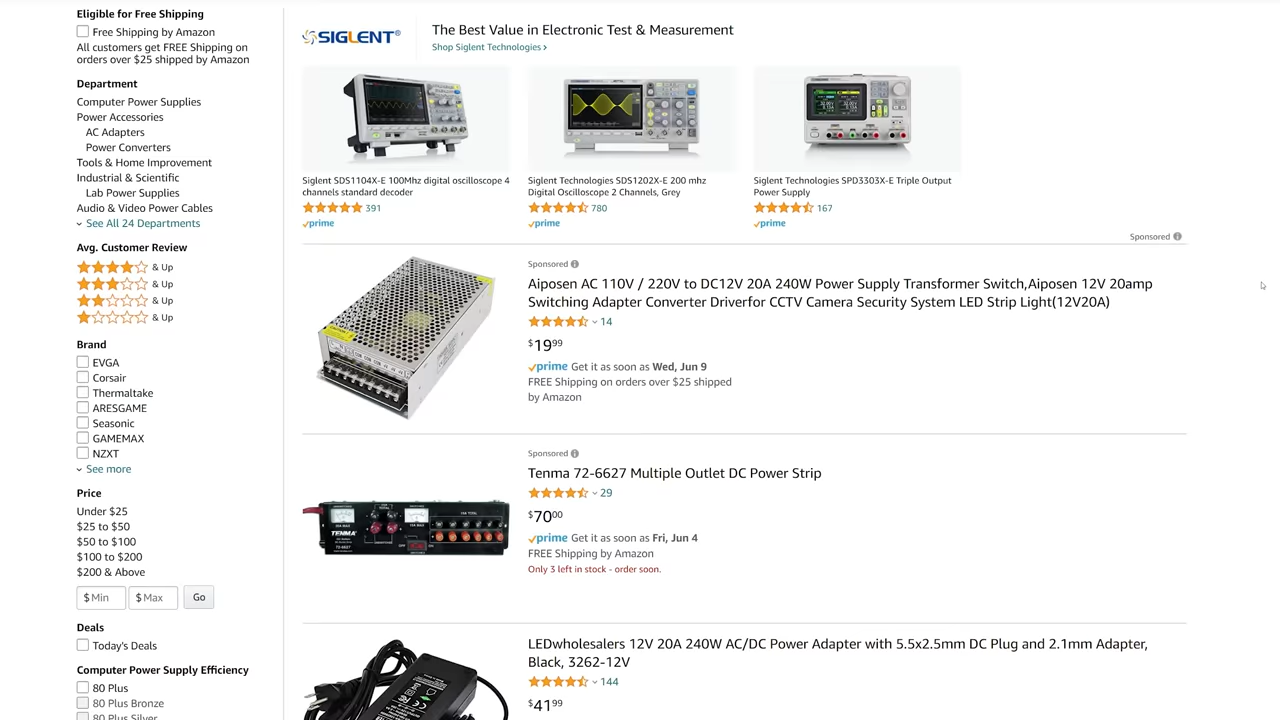 Eligible for Free Shipping
Free Shipping by Amazon
All customers get FREE Shipping on
orders over $25 shipped by Amazon
Department
Computer Power Supplies
Power Accessories
AC Adapters
Power Converters
Tools & Home Improvement
Industrial & Scientific
Lab Power Supplies
Audio & Video Power Cables
See All 24 Departments
Avg. Customer Review
& Up
& Up
& Up
& Up
Brand
EVGA
Corsair
Thermaltake
ARESGAME
Seasonic
GAMEMAX
NZXT
See more
Price
Under $25
$25 to $50
$50 to $100
$100 to $200
$200 & Above
$ Min $ Max Go
Deals
Today's Deals
Computer Power Supply Efficiency
80 Plus
80 Plus Bronze
80 Plus Silver
SIGLENT®
The Best Value in Electronic Test & Measurement
Shop Siglent Technologies ›
Siglent SDS1104X-E 100Mhz digital oscilloscope 4
channels standard decoder
391
prime
Siglent Technologies SDS1202X-E 200 mhz
Digital Oscilloscope 2 Channels, Grey
780
prime
Siglent Technologies SPD3303X-E Triple Output
Power Supply
167
prime
Sponsored
Sponsored
Aiposen AC 110V / 220V to DC12V 20A 240W Power Supply Transformer Switch,Aiposen 12V 20amp
Switching Adapter Converter Driverfor CCTV Camera Security System LED Strip Light(12V20A)
14
$19 99
prime Get it as soon as Wed, Jun 9
FREE Shipping on orders over $25 shipped
by Amazon
Sponsored
Tenma 72-6627 Multiple Outlet DC Power Strip
29
$70 00
prime Get it as soon as Fri, Jun 4
FREE Shipping by Amazon
Only 3 left in stock - order soon.
TENMA
LEDwholesalers 12V 20A 240W AC/DC Power Adapter with 5.5x2.5mm DC Plug and 2.1mm Adapter,
Black, 3262-12V
144
$41 99